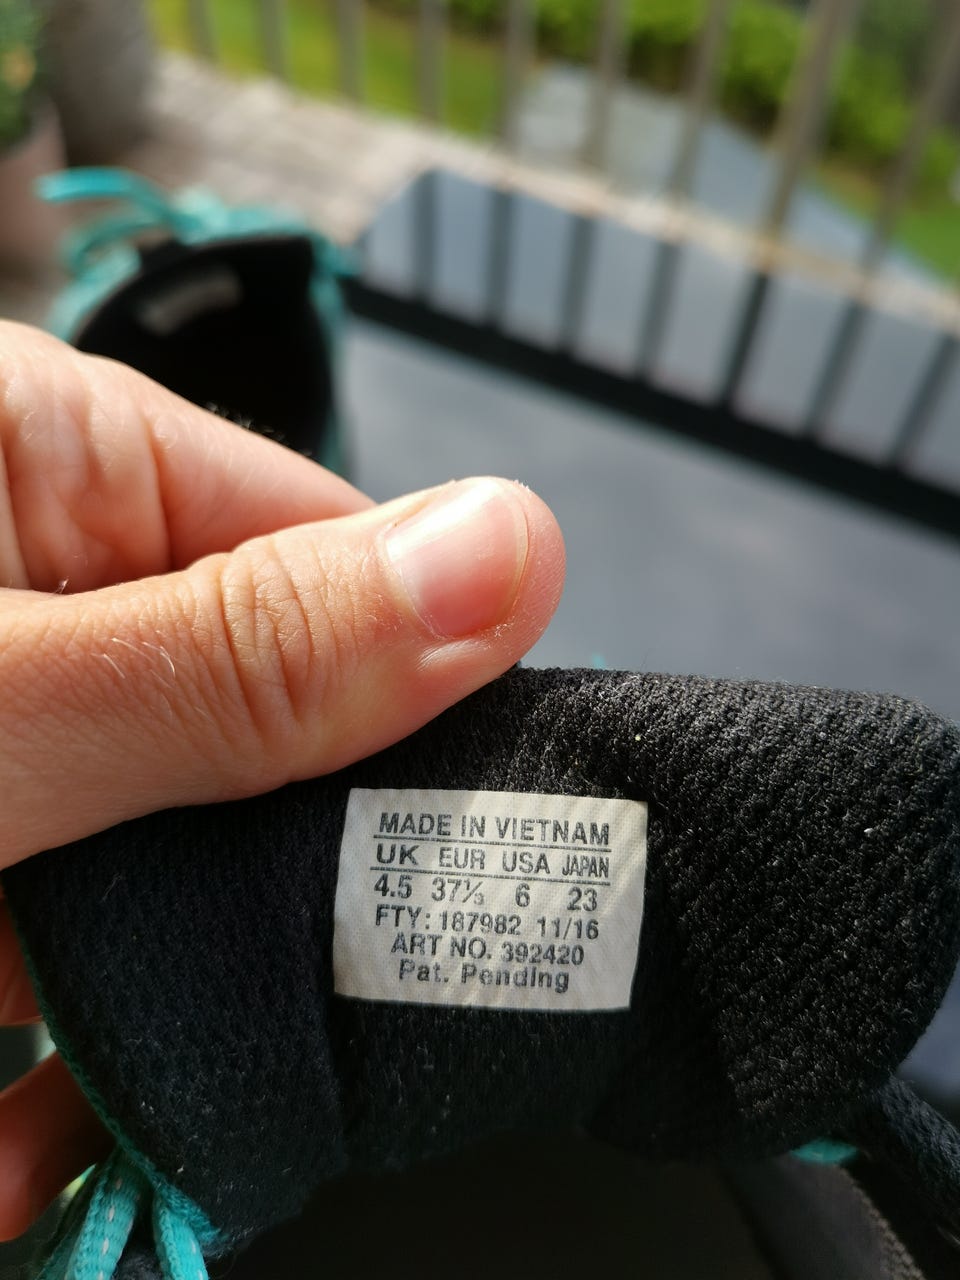 MADE IN VIETNAM
UK EUR USA JAPAN
4.5 37⅓ 6 23
FTY: 187982 11/16
ART NO. 392420
Pat. Pending